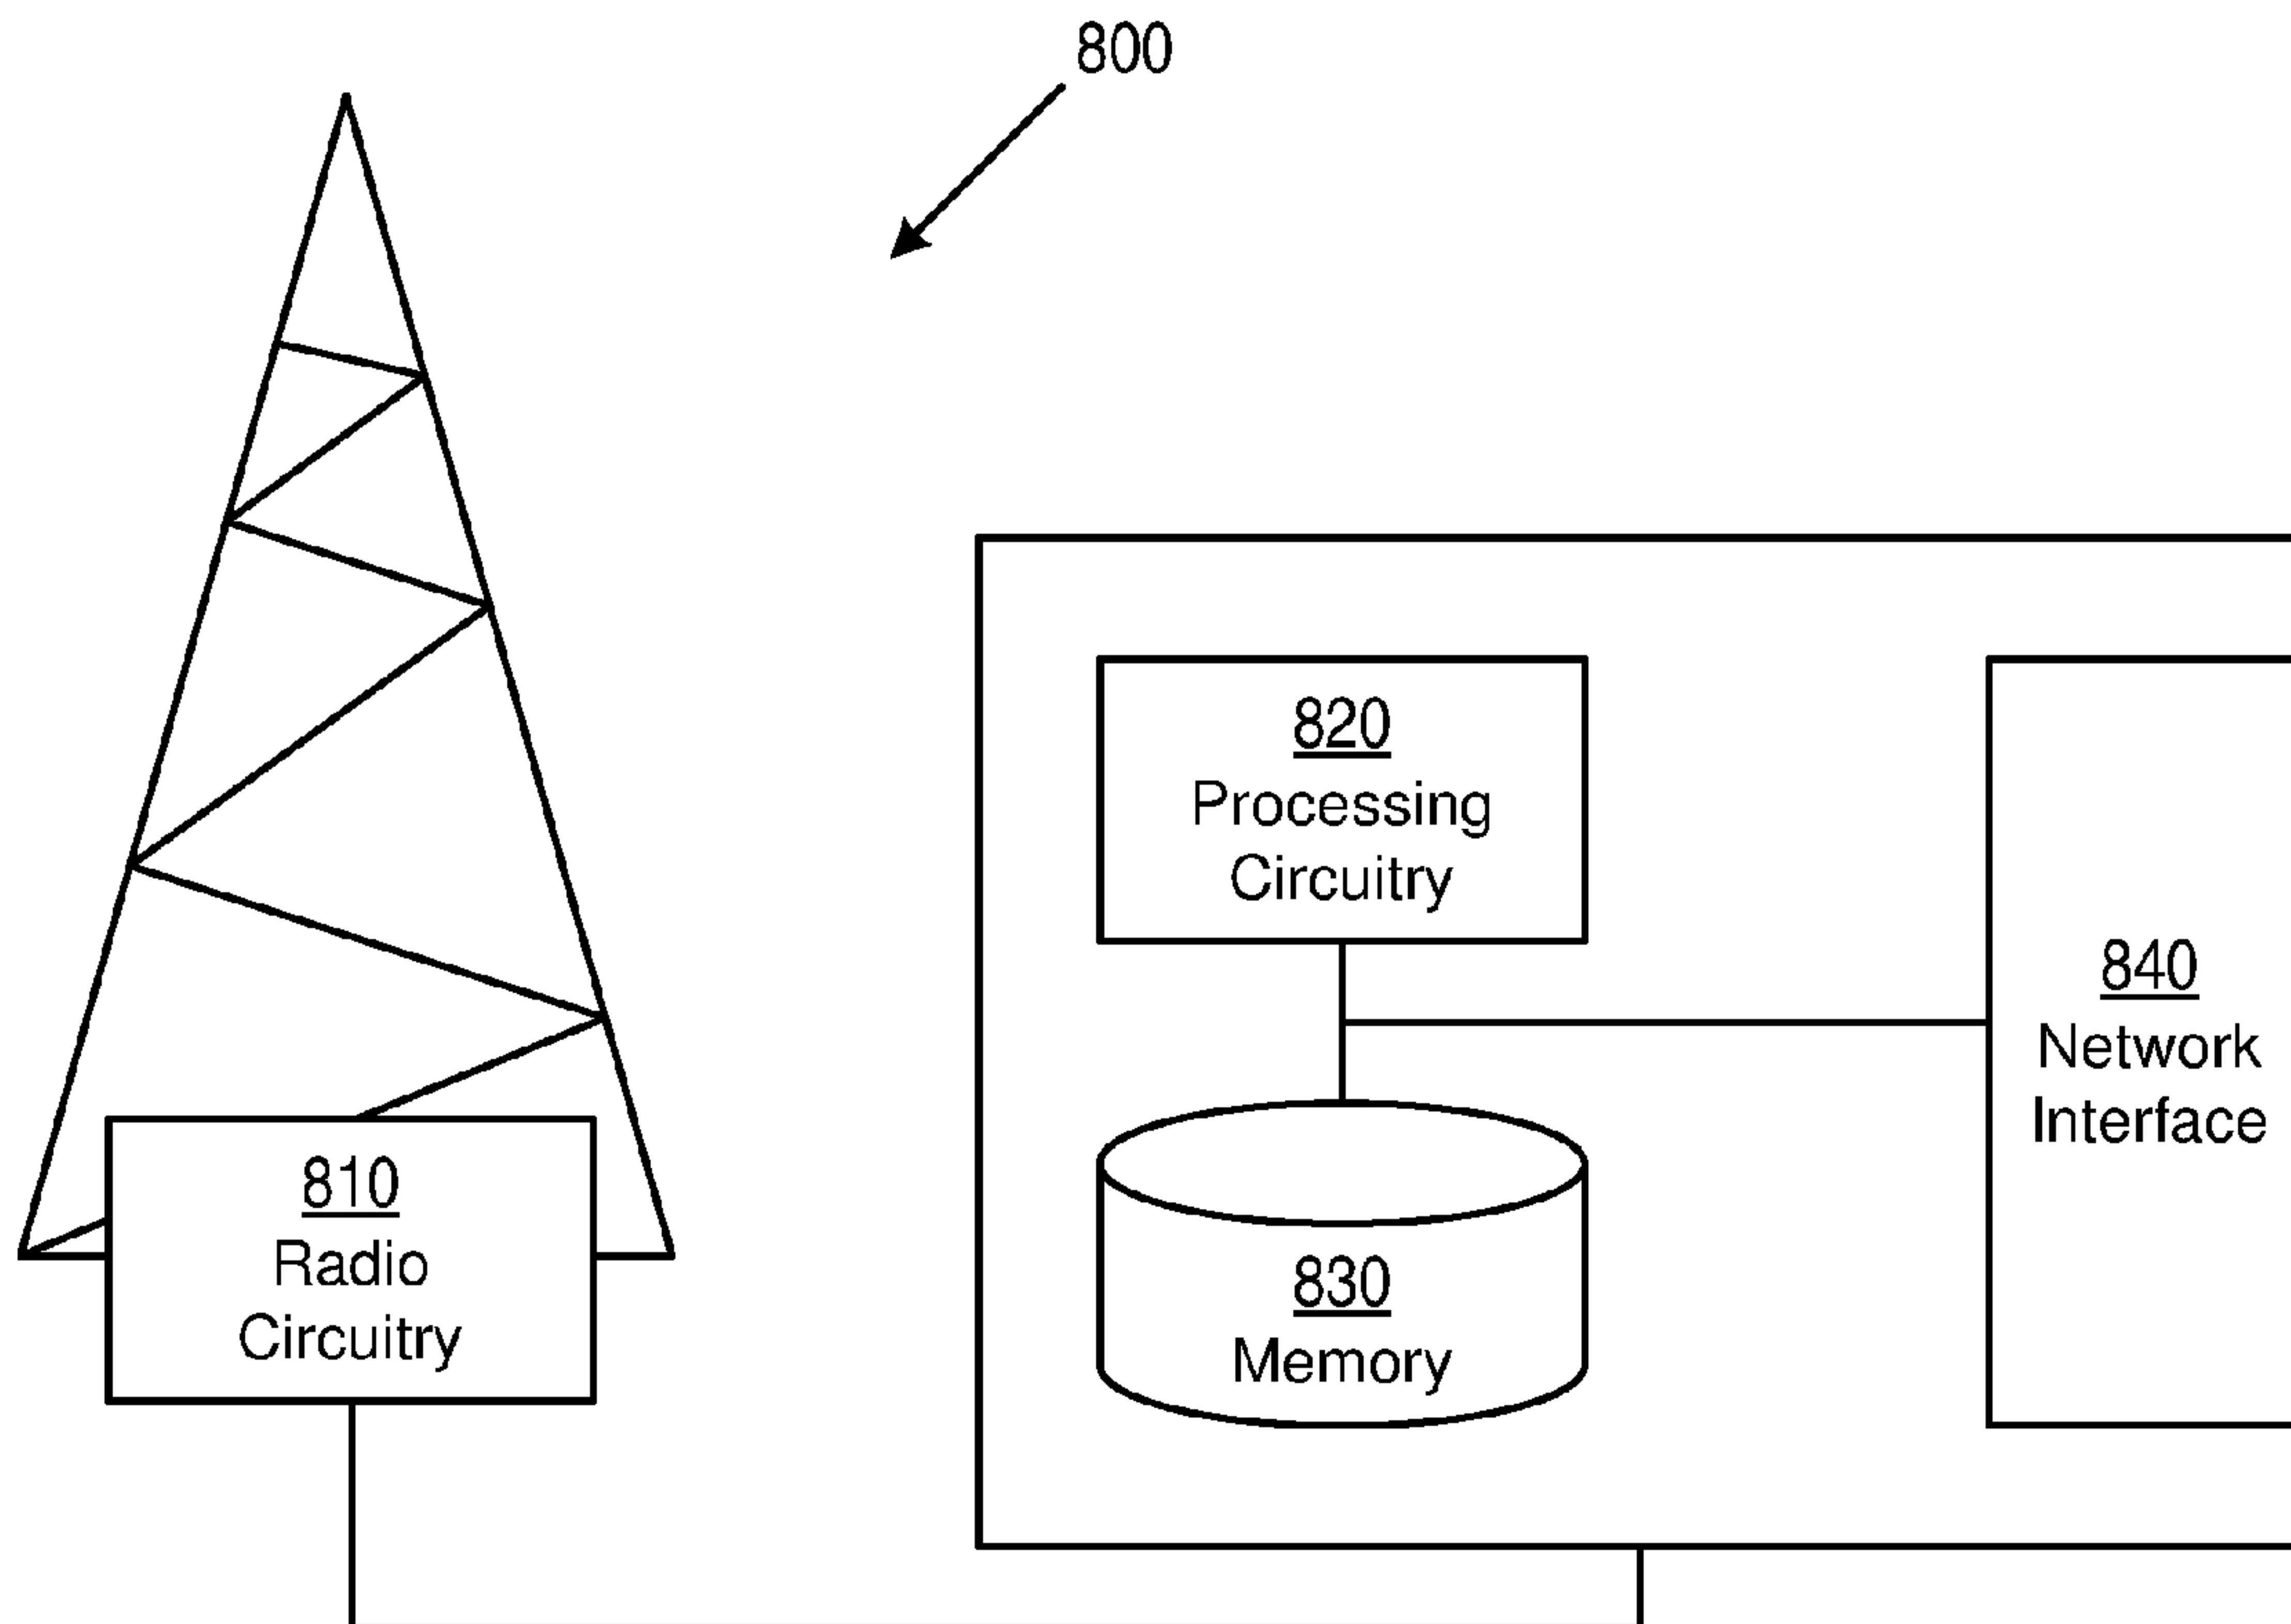 800
820
Processing
Circuitry
840
Network
Interface
810
Radio
Circuitry
830
Memory